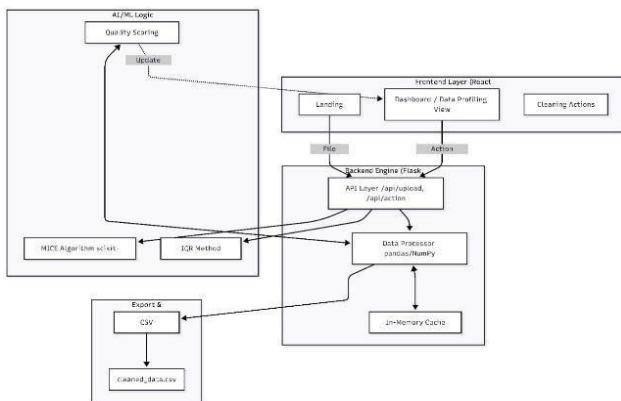 AI/ML Logic
Quality Scoring
Update
Frontend Layer (React
Landing
Dashboard / Data Profiling
View
Cleaning Actions
File
Action
Backend Engine (Flask
API Layer /api/upload,
/api/action
MICE Algorithm scikit
IQR Method
Data Processor
pandas/NumPy
Export &
CSV
In-Memory Cache
cleaned_data.csv